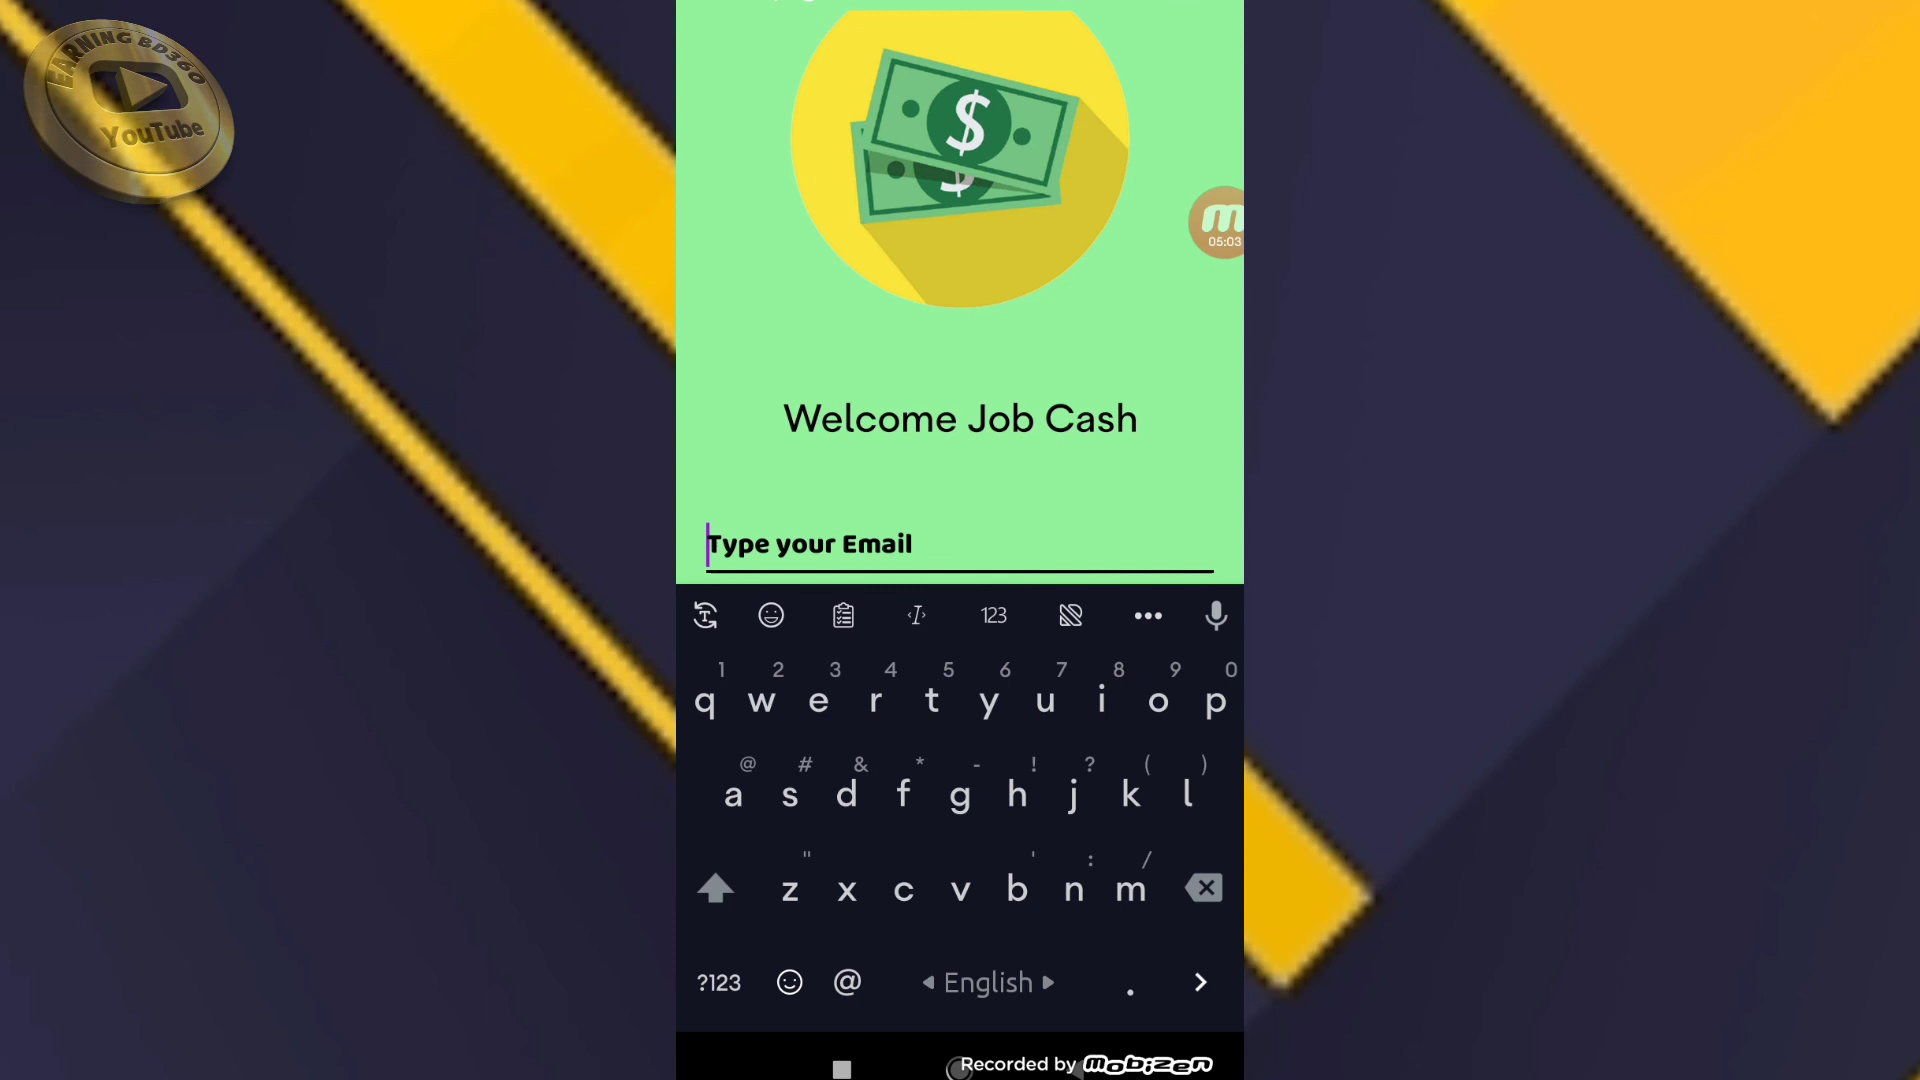 EARNING BD360
YouTube
$
$
05:03
Welcome Job Cash
Type your Email
123
1 2 3 4 5 6 7 8 9 0
q w e r t y u i o p
@ # & * - ! ? ( )
a s d f g h j k l
" ' : /
z x c v b n m
?123 @ English .
Recorded by mobizen